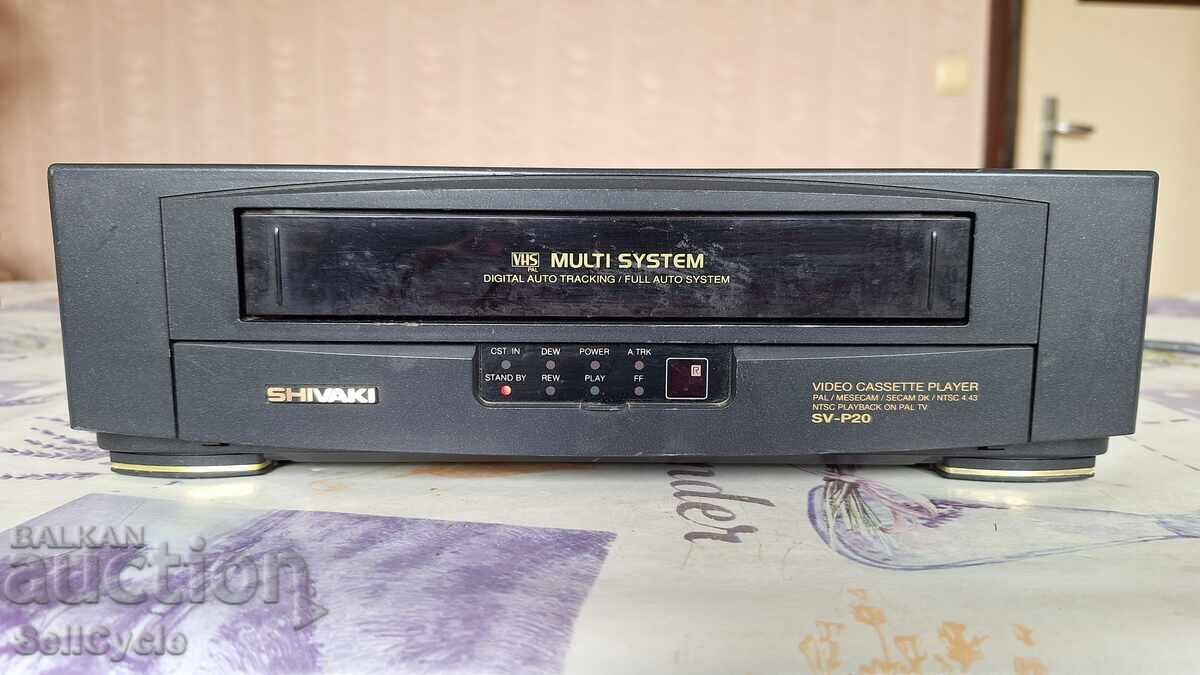 VHS MULTI SYSTEM
PAL
DIGITAL AUTO TRACKING / FULL AUTO SYSTEM
CST. IN DEW POWER A TRK
STAND BY REW PLAY FF
R
SHIVAKI
VIDEO CASSETTE PLAYER
PAL / MESECAM / SECAM DK / NTSC 4.43
NTSC PLAYBACK ON PAL TV
SV-P20
BALKAN
auction
SellCycle